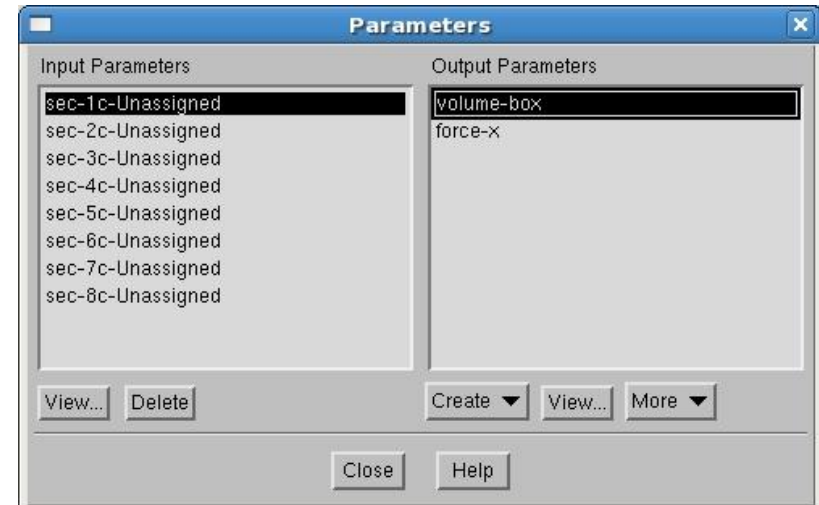 Parameters
Input Parameters
sec-1c-Unassigned
sec-2c-Unassigned
sec-3c-Unassigned
sec-4c-Unassigned
sec-5c-Unassigned
sec-6c-Unassigned
sec-7c-Unassigned
sec-8c-Unassigned
View...
Delete
Output Parameters
volume-box
force-x
Create
View...
More
Close
Help